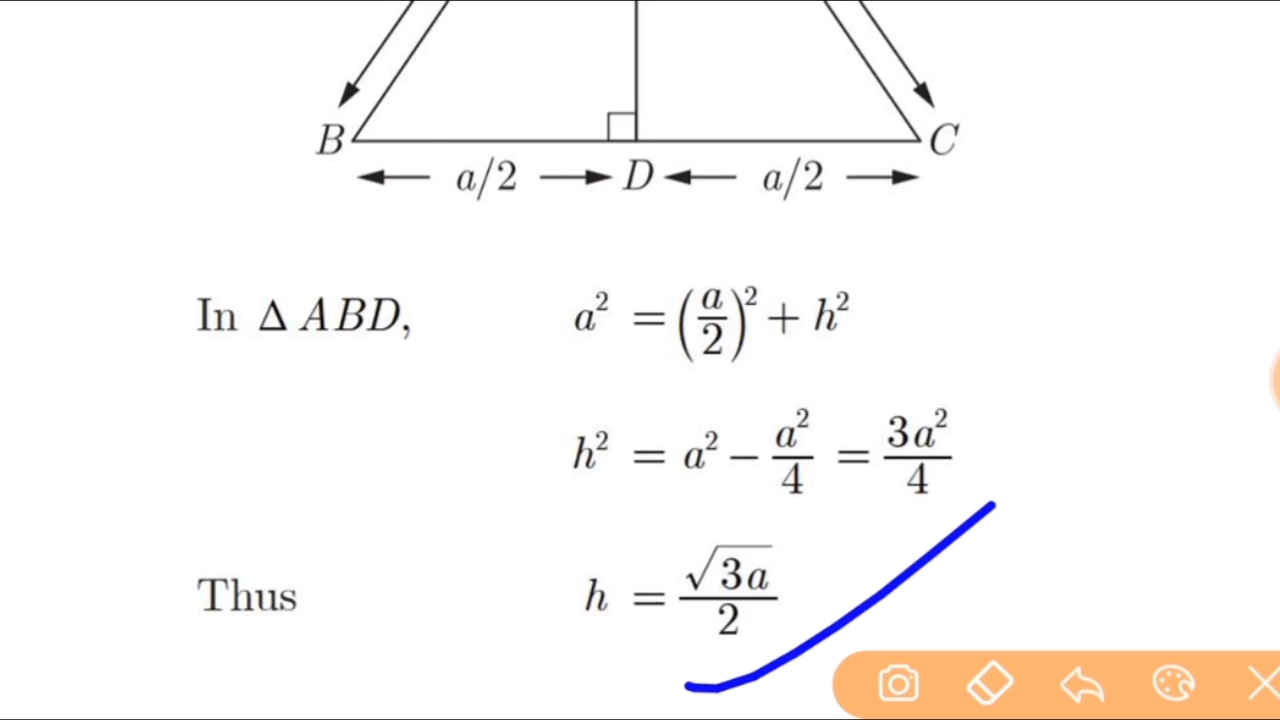 B C
a/2 D a/2
In Δ ABD, a² = (a/2)² + h²
h² = a² − a²/4 = 3a²/4
Thus h = √3a/2